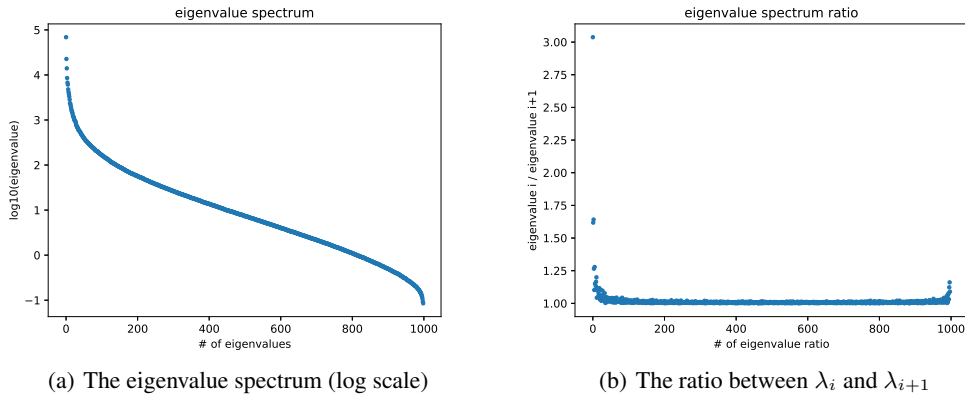 eigenvalue spectrum
log10(eigenvalue)
5
4
3
2
1
0
−1
0 200 400 600 800 1000
# of eigenvalues
(a) The eigenvalue spectrum (log scale)
eigenvalue spectrum ratio
eigenvalue i / eigenvalue i+1
3.00
2.75
2.50
2.25
2.00
1.75
1.50
1.25
1.00
0 200 400 600 800 1000
# of eigenvalue ratio
(b) The ratio between λᵢ and λᵢ₊₁